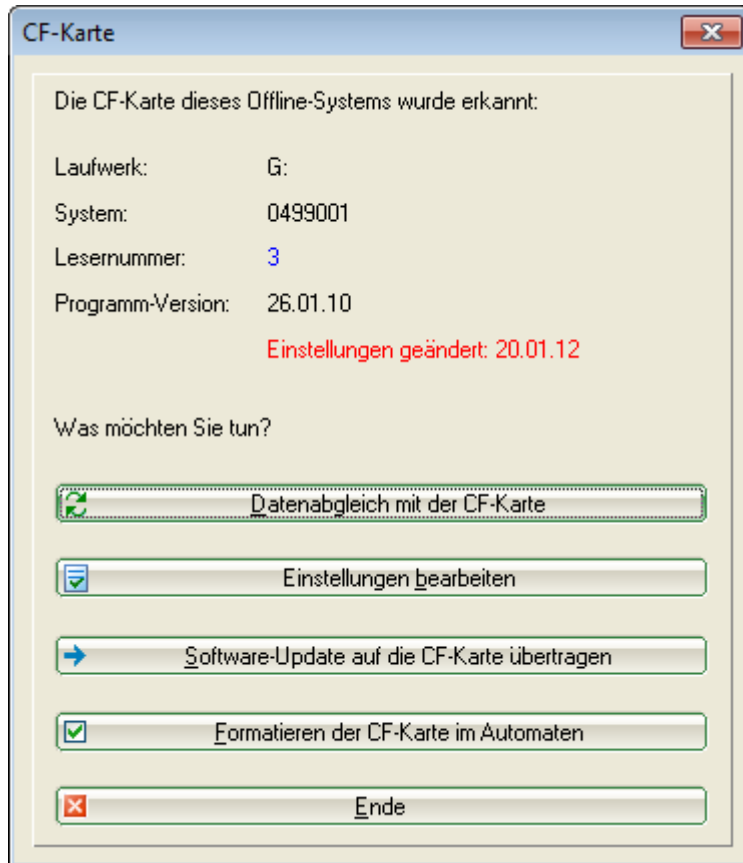 CF-Karte
Die CF-Karte dieses Offline-Systems wurde erkannt:
Laufwerk: G:
System: 0499001
Lesernummer: 3
Programm-Version: 26.01.10
Einstellungen geändert: 20.01.12
Was möchten Sie tun?
Datenabgleich mit der CF-Karte
Einstellungen bearbeiten
Software-Update auf die CF-Karte übertragen
Formatieren der CF-Karte im Automaten
Ende